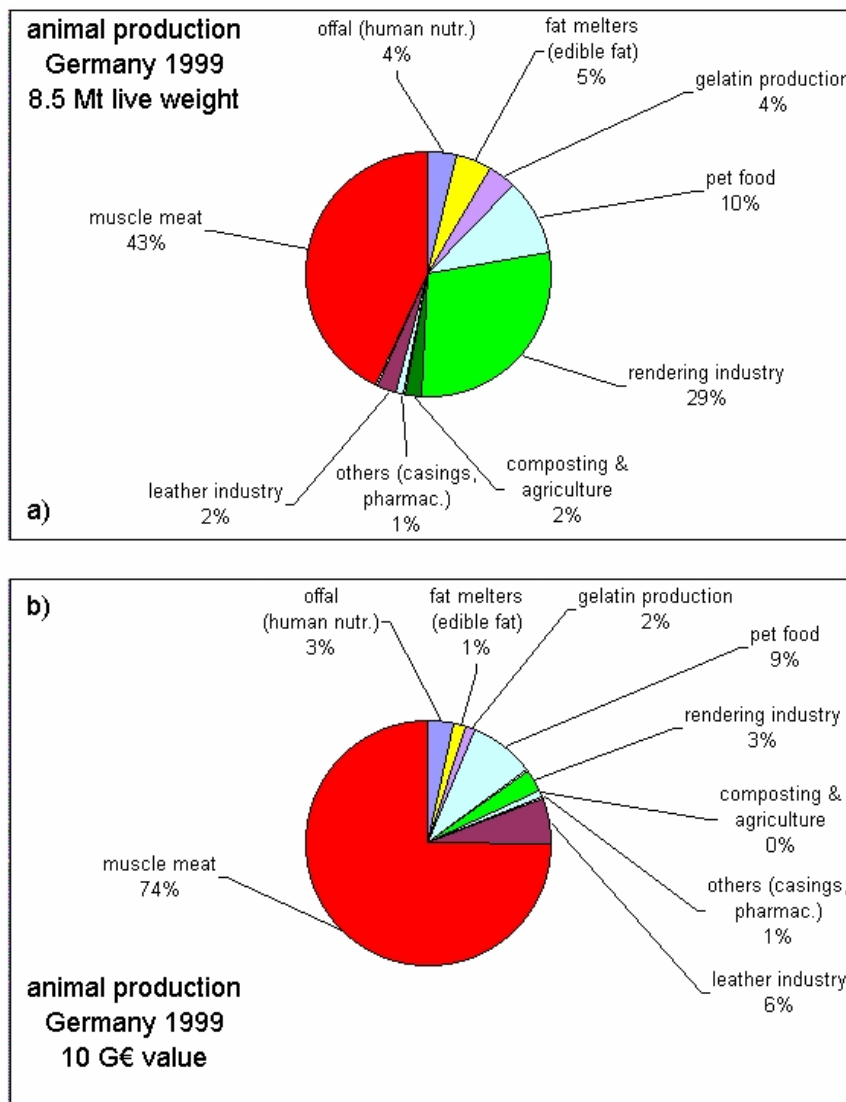 animal production
Germany 1999
8.5 Mt live weight
offal (human nutr.)
4%
fat melters
(edible fat)
5%
gelatin production
4%
pet food
10%
muscle meat
43%
rendering industry
29%
composting &
agriculture
2%
others (casings,
pharmac.)
1%
leather industry
2%
a)
b)
offal
(human nutr.)
3%
fat melters
(edible fat)
1%
gelatin production
2%
pet food
9%
rendering industry
3%
composting &
agriculture
0%
others (casings,
pharmac.)
1%
leather industry
6%
muscle meat
74%
animal production
Germany 1999
10 G€ value